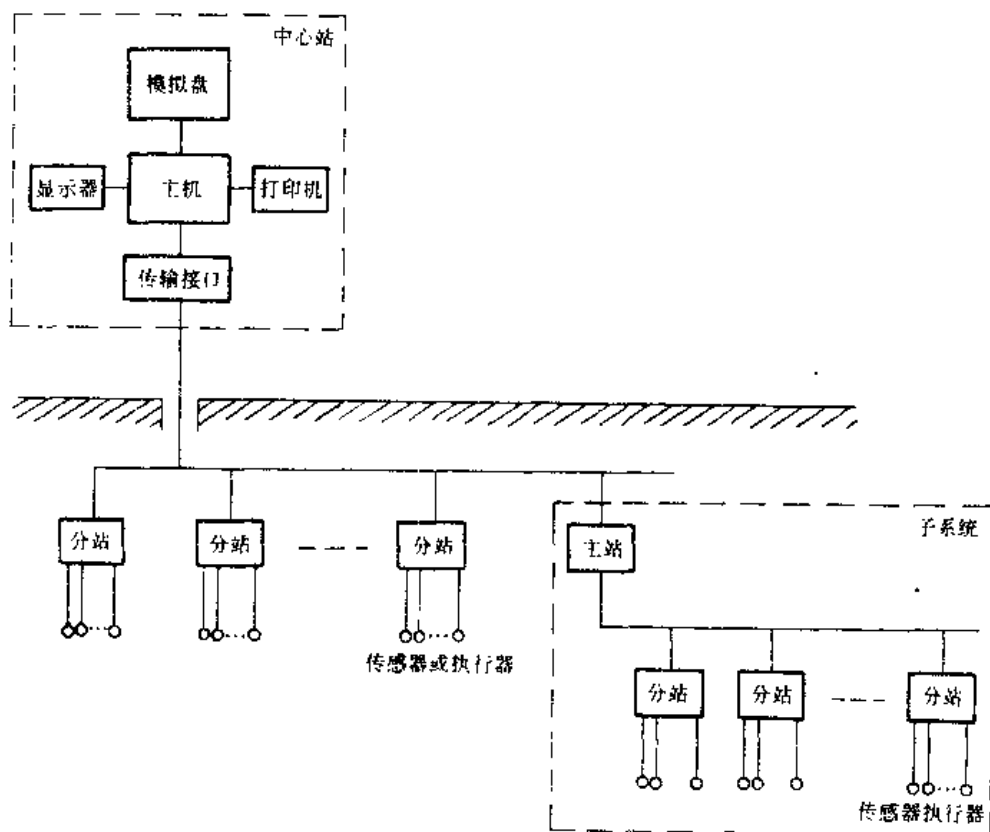 中心站
模拟盘
显示器
主机
打印机
传输接口
子系统
分站
分站
分站
主站
传感器或执行器
分站
分站
分站
传感器执行器